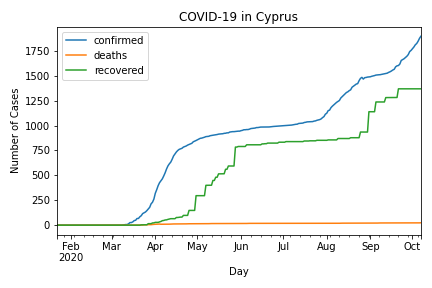 COVID-19 in Cyprus
confirmed
deaths
recovered
Number of Cases
1750
1500
1250
1000
750
500
250
0
Feb Mar Apr May Jun Jul Aug Sep Oct
2020
Day